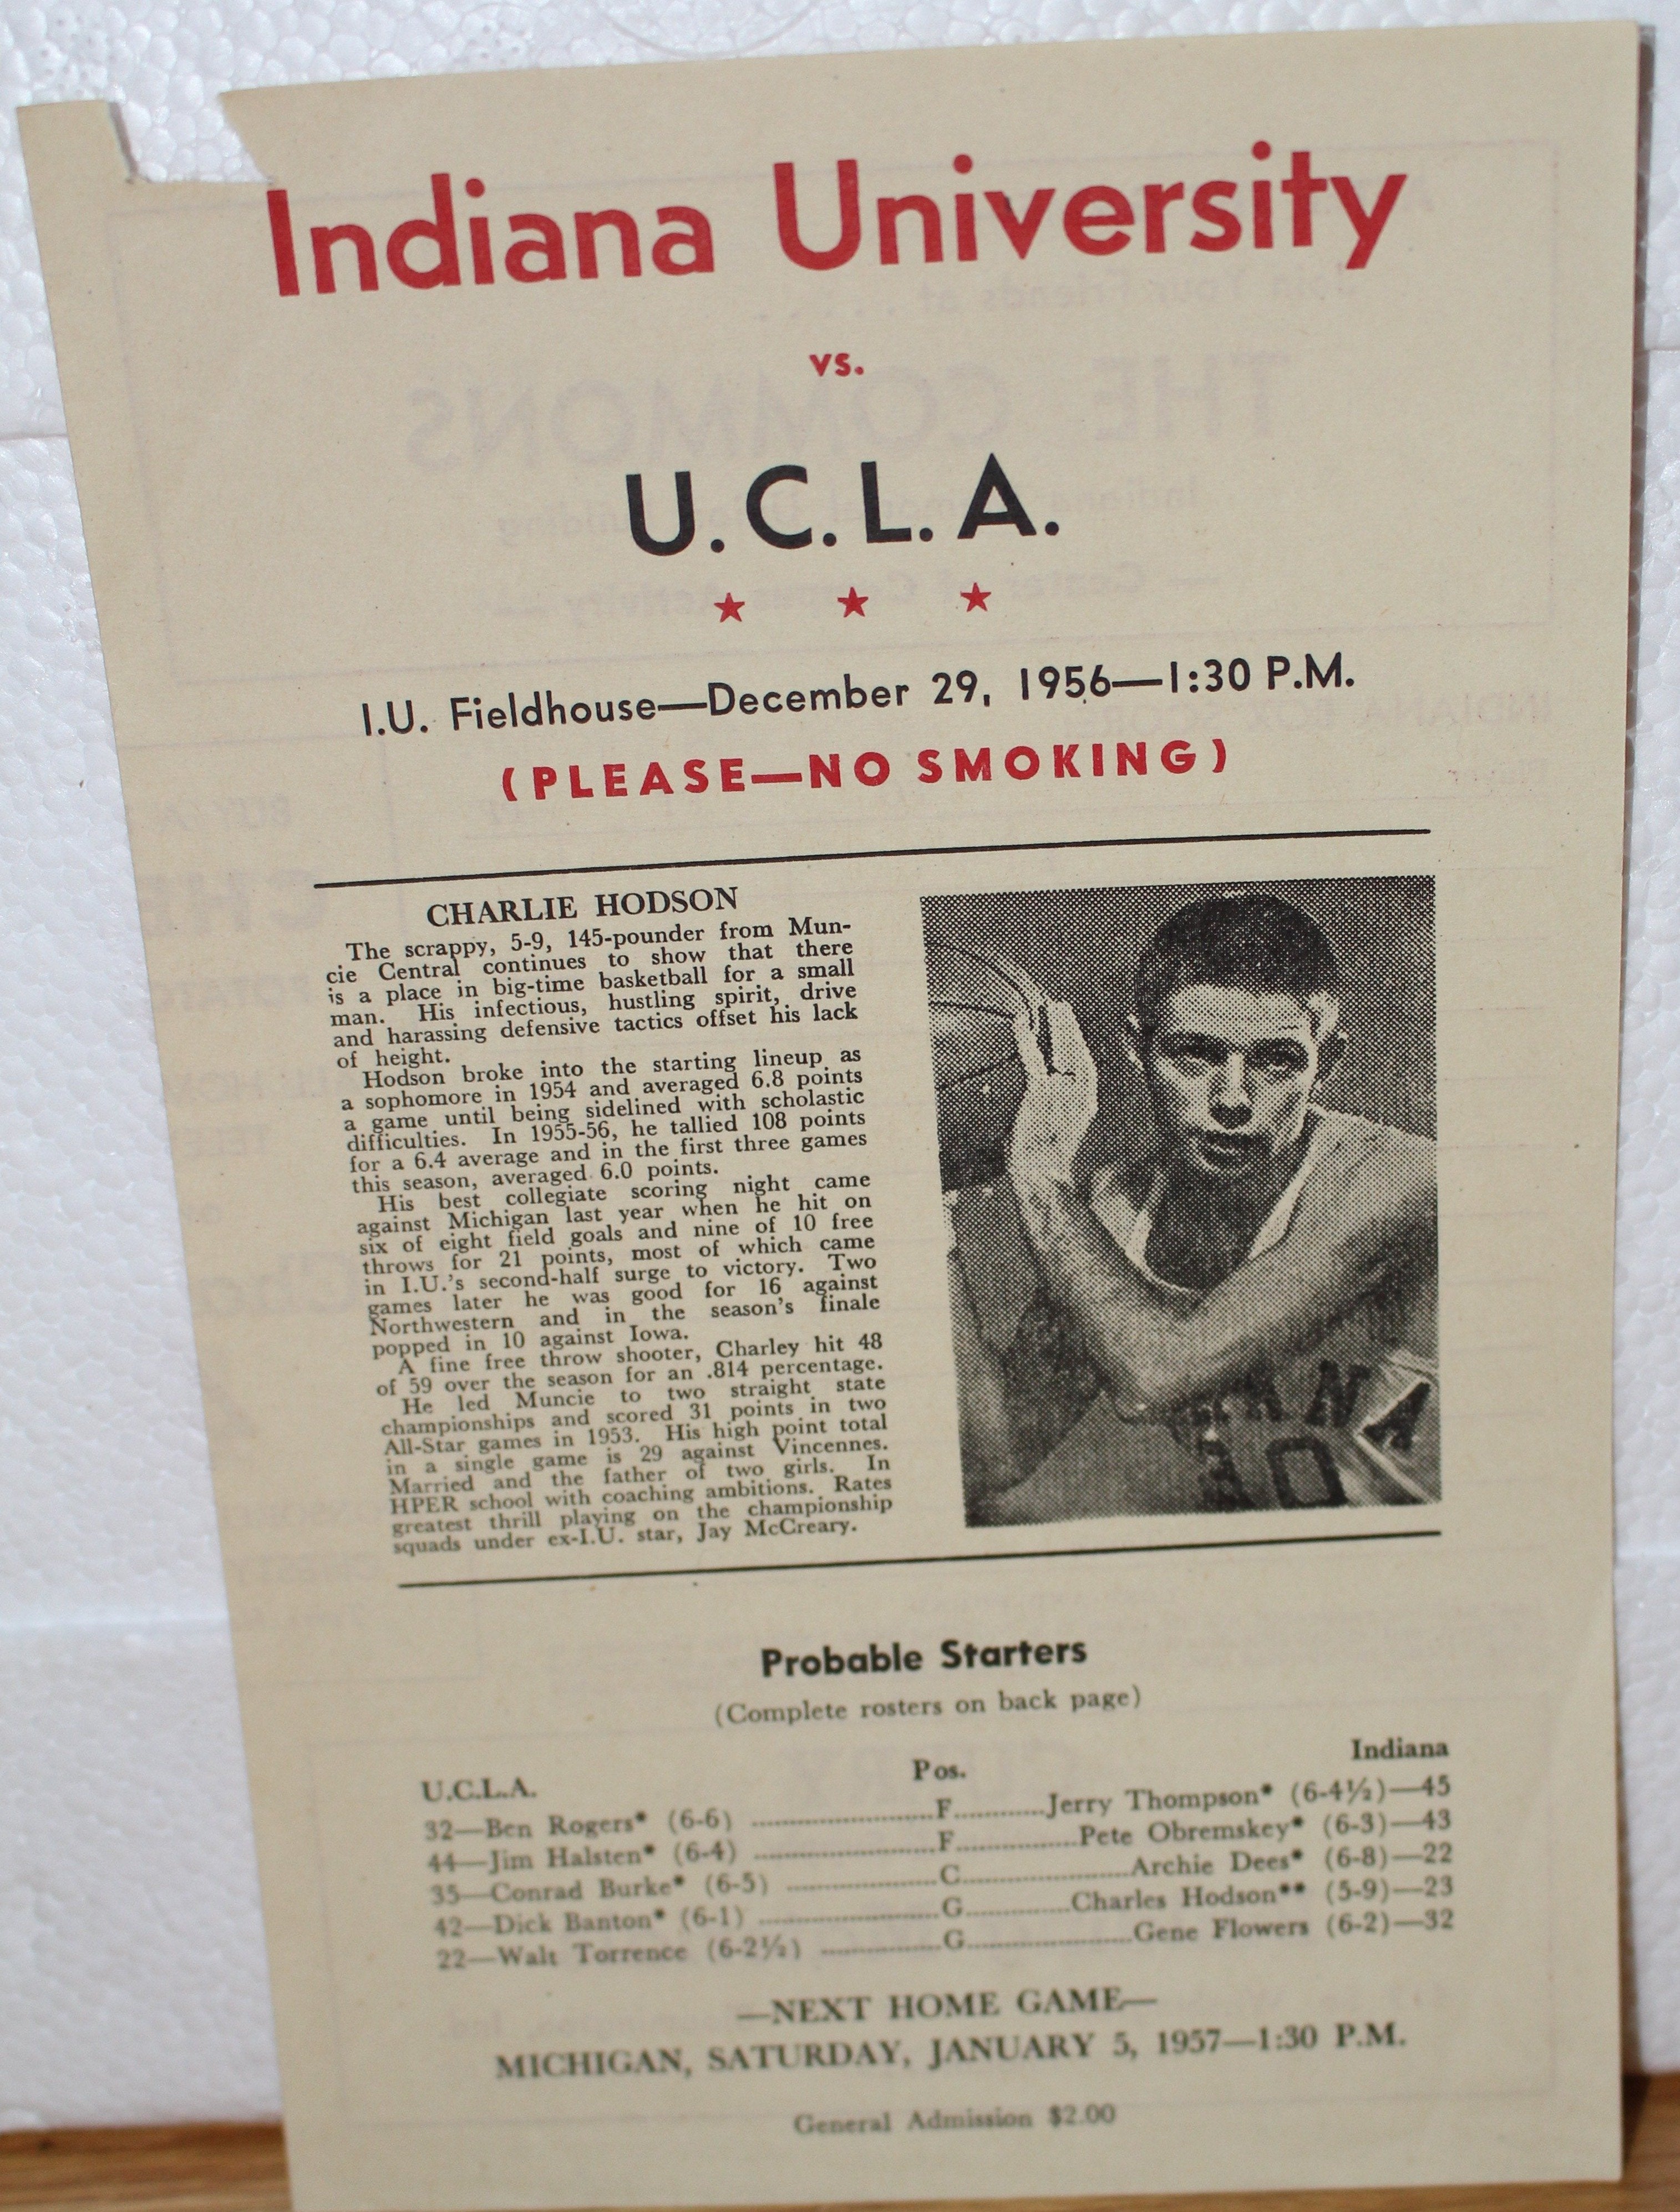 Indiana University
vs.
U.C.L.A.
★ ★ ★
I.U. Fieldhouse—December 29, 1956—1:30 P.M.
(PLEASE—NO SMOKING)
CHARLIE HODSON
The scrappy, 5-9, 145-pounder from Mun-
cie Central continues to show that there
is a place in big-time basketball for a small
man. His infectious, hustling spirit, drive
and harassing defensive tactics offset his lack
of height.
Hodson broke into the starting lineup as
a sophomore in 1954 and averaged 6.8 points
a game until being sidelined with scholastic
difficulties. In 1955-56, he tallied 108 points
for a 6.4 average and in the first three games
this season, averaged 6.0 points.
His best collegiate scoring night came
against Michigan last year when he hit on
six of eight field goals and nine of 10 free
throws for 21 points, most of which came
in I.U.'s second-half surge to victory. Two
games later he was good for 16 against
Northwestern and in the season's finale
popped in 10 against Iowa.
A fine free throw shooter, Charley hit 48
of 59 over the season for an .814 percentage.
He led Muncie to two straight state
championships and scored 31 points in two
All-Star games in 1953. His high point total
in a single game is 29 against Vincennes.
Married and the father of two girls. In
HPER school with coaching ambitions. Rates
greatest thrill playing on the championship
squads under ex-I.U. star, Jay McCreary.
Probable Starters
(Complete rosters on back page)
U.C.L.A. Pos. Indiana
32—Ben Rogers* (6-6) ....................F..........Jerry Thompson* (6-4½)—45
44—Jim Halsten* (6-4) ....................F.............Pete Obremskey* (6-3)—43
35—Conrad Burke* (6-5) .................C..................Archie Dees* (6-8)—22
42—Dick Banton* (6-1) ....................G...........Charles Hodson** (5-9)—23
22—Walt Torrence (6-2½) ..............G..................Gene Flowers (6-2)—32
—NEXT HOME GAME—
MICHIGAN, SATURDAY, JANUARY 5, 1957—1:30 P.M.
General Admission $2.00